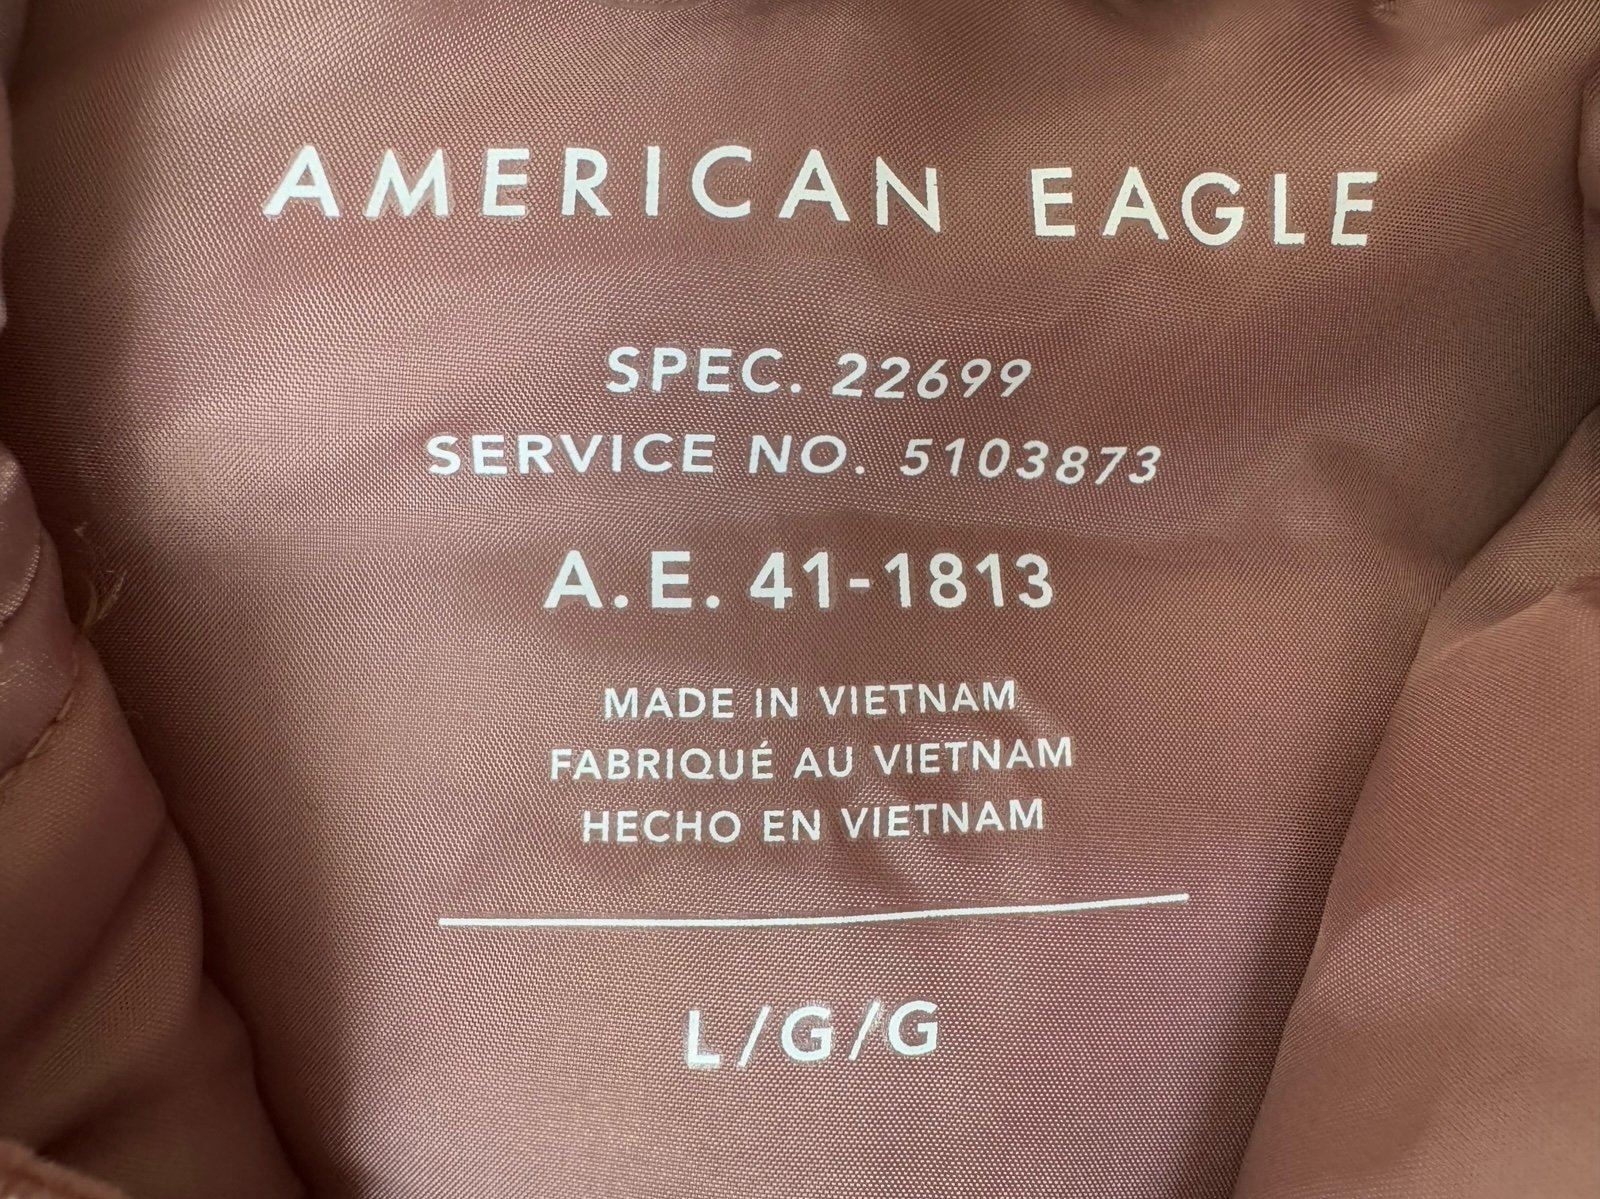 AMERICAN EAGLE
SPEC. 22699
SERVICE NO. 5103873
A.E. 41-1813
MADE IN VIETNAM
FABRIQUÉ AU VIETNAM
HECHO EN VIETNAM
L/G/G